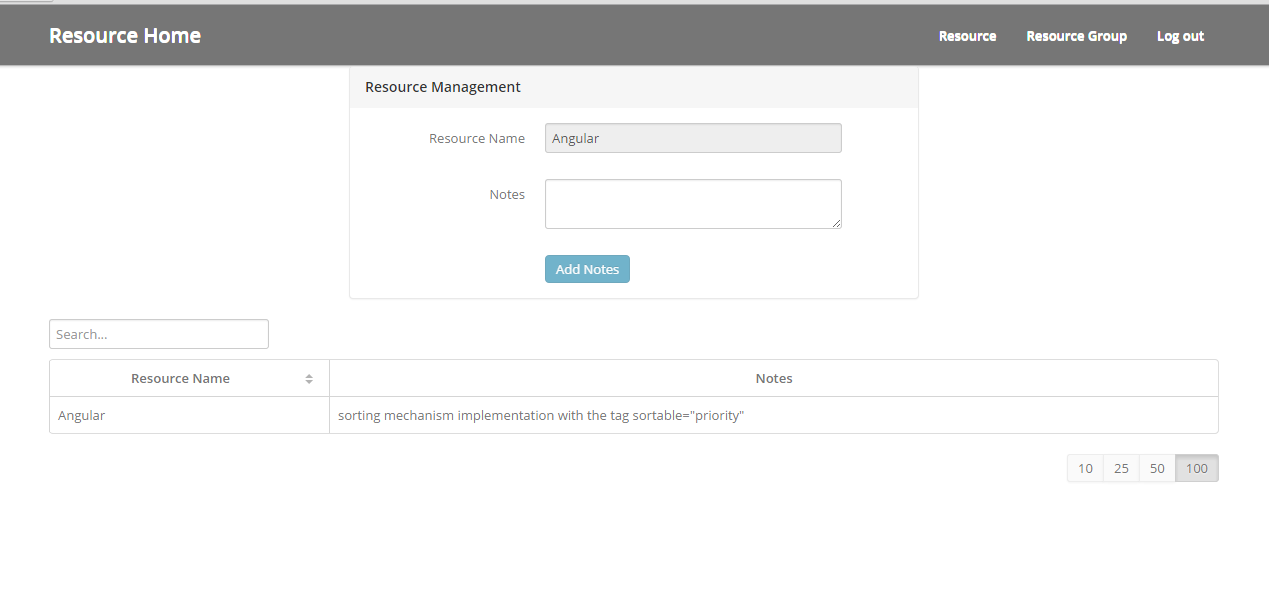 Resource Home Resource Resource Group Log out
Resource Management
Resource Name Angular
Notes
Add Notes
Search...
Resource Name Notes
Angular sorting mechanism implementation with the tag sortable="priority"
10 25 50 100